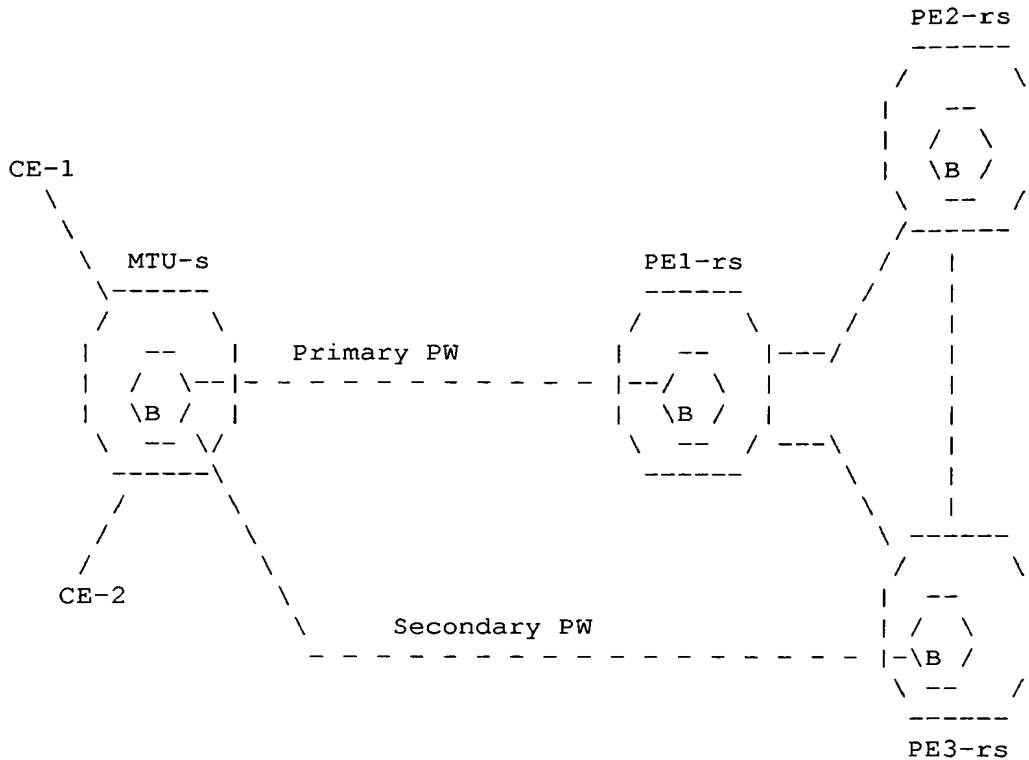 PE2-rs
B
CE-1
MTU-s
PE1-rs
Primary PW
B
B
CE-2
Secondary PW
B
PE3-rs